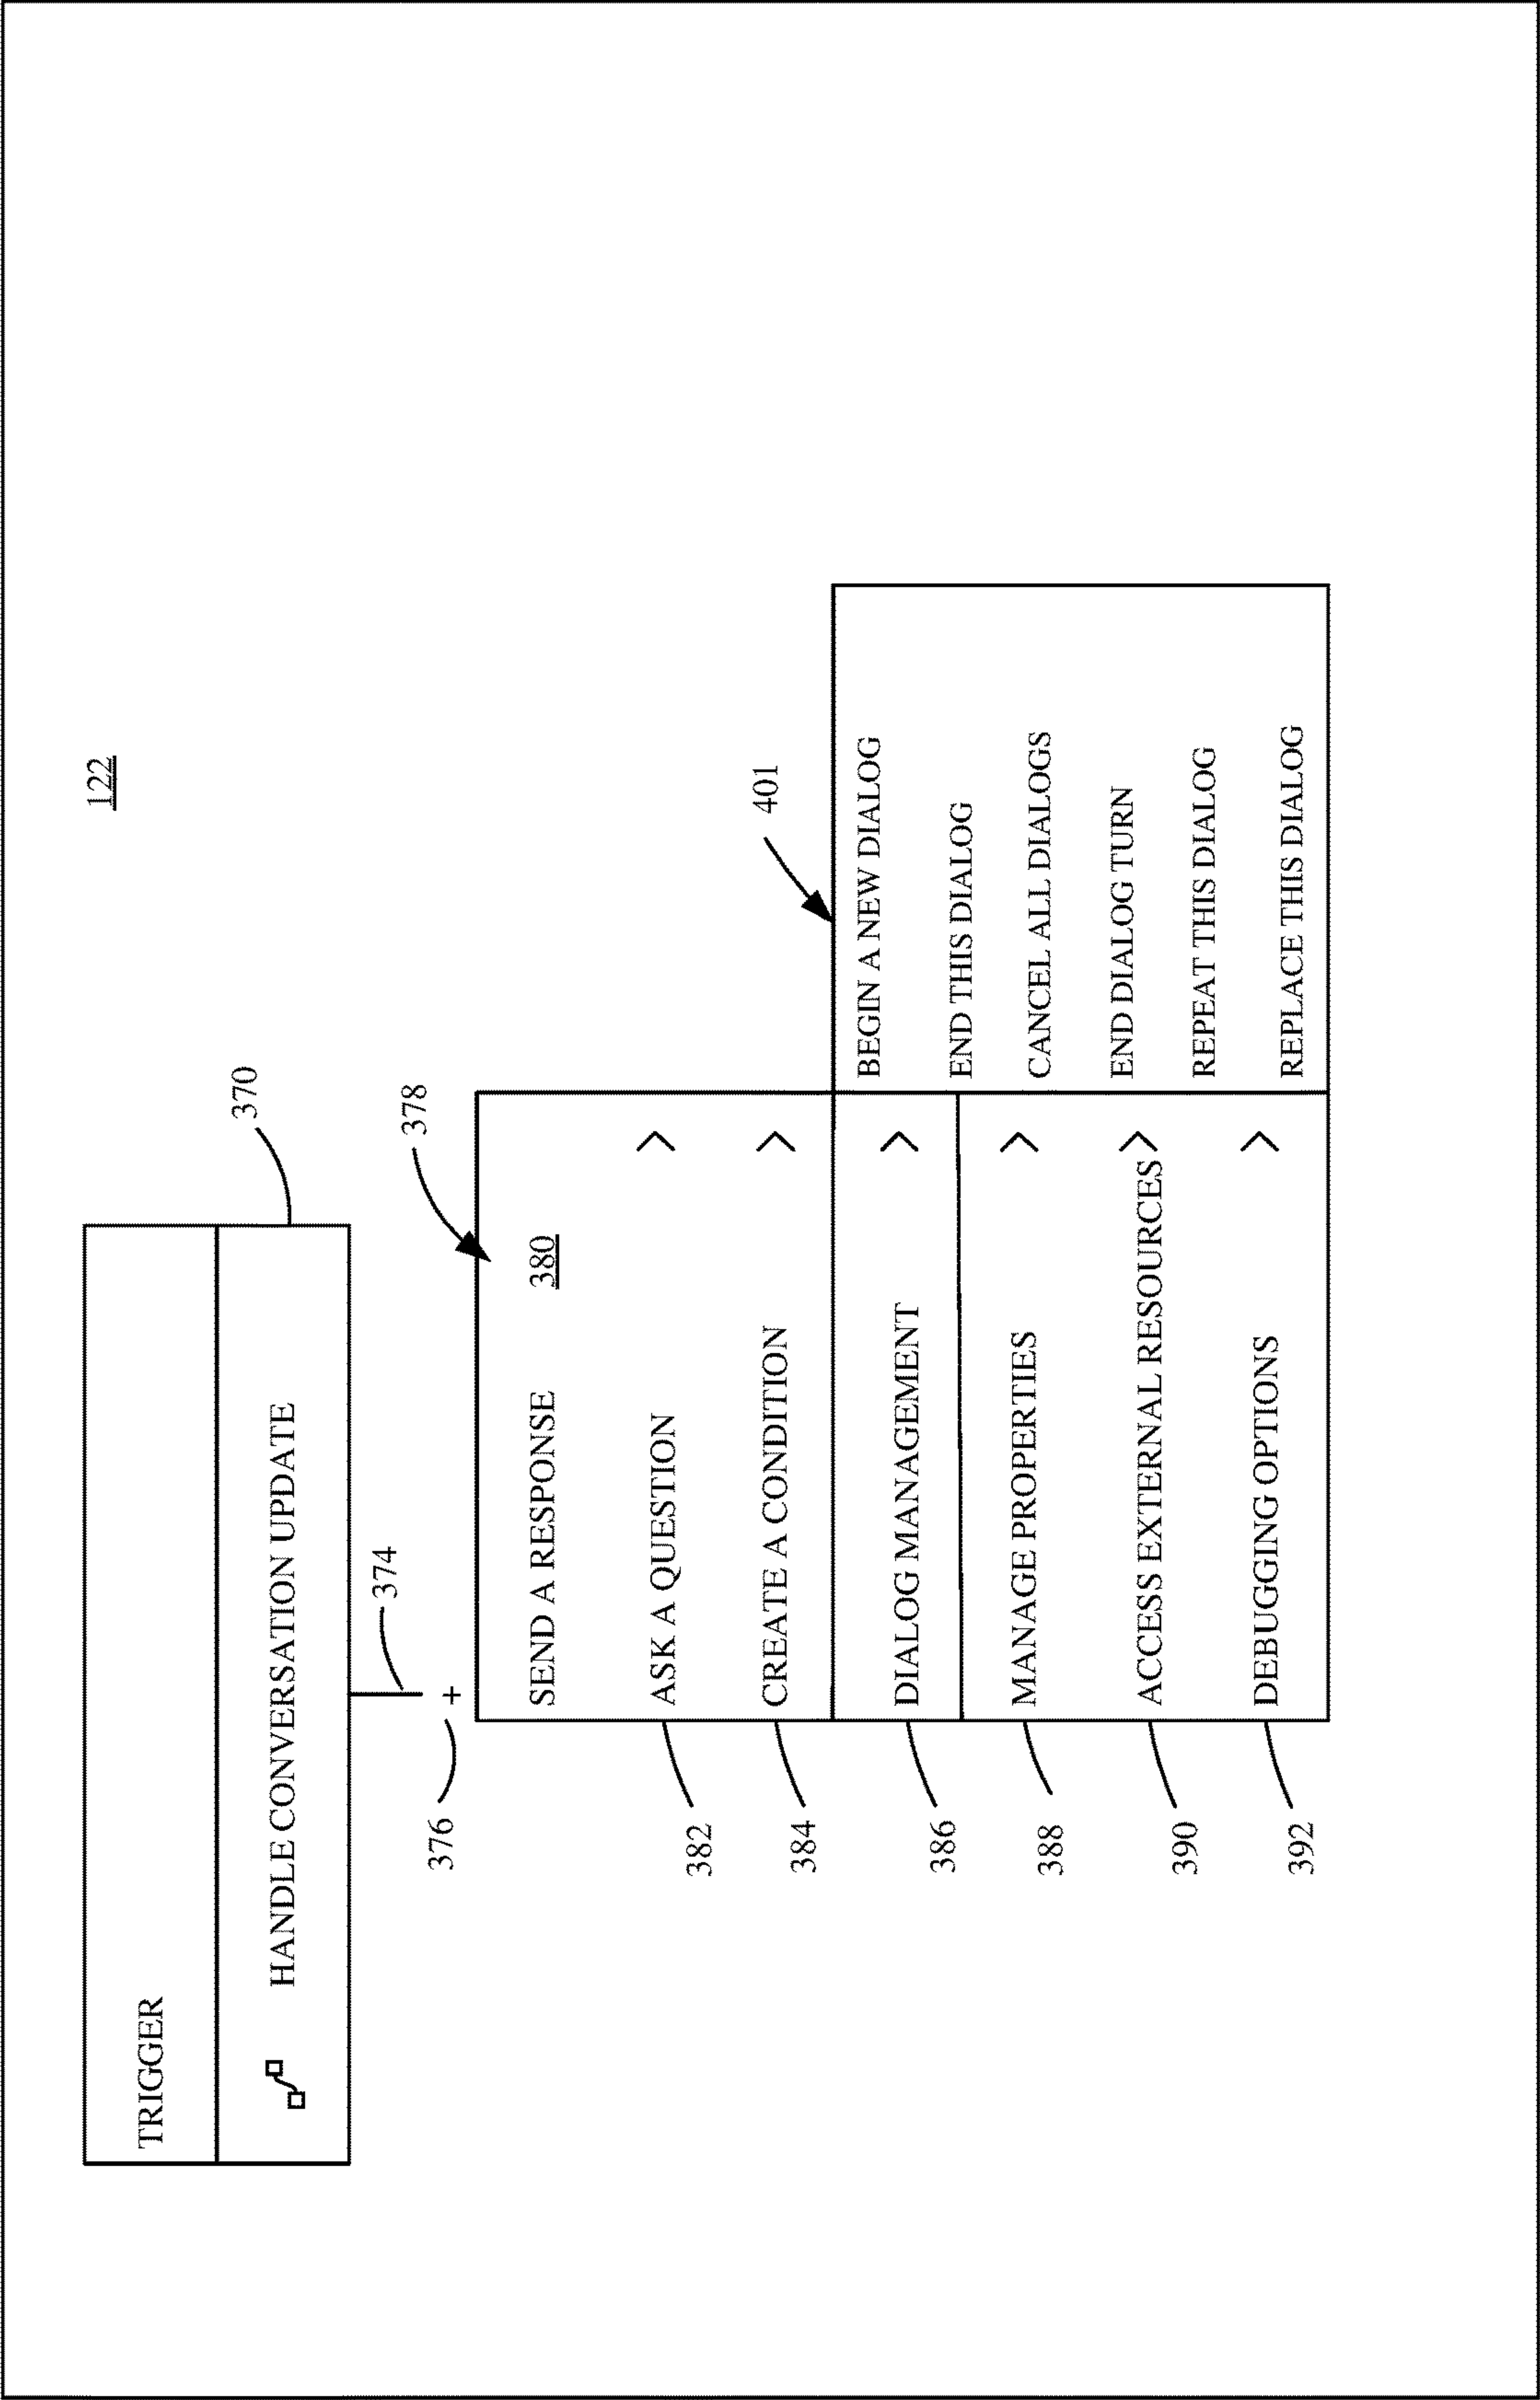 122
TRIGGER
370
HANDLE CONVERSATION UPDATE
374
376
+
378
SEND A RESPONSE 380
382 ASK A QUESTION >
384 CREATE A CONDITION >
401
386 DIALOG MANAGEMENT >
388 MANAGE PROPERTIES >
390 ACCESS EXTERNAL RESOURCES >
392 DEBUGGING OPTIONS >
BEGIN A NEW DIALOG
END THIS DIALOG
CANCEL ALL DIALOGS
END DIALOG TURN
REPEAT THIS DIALOG
REPLACE THIS DIALOG